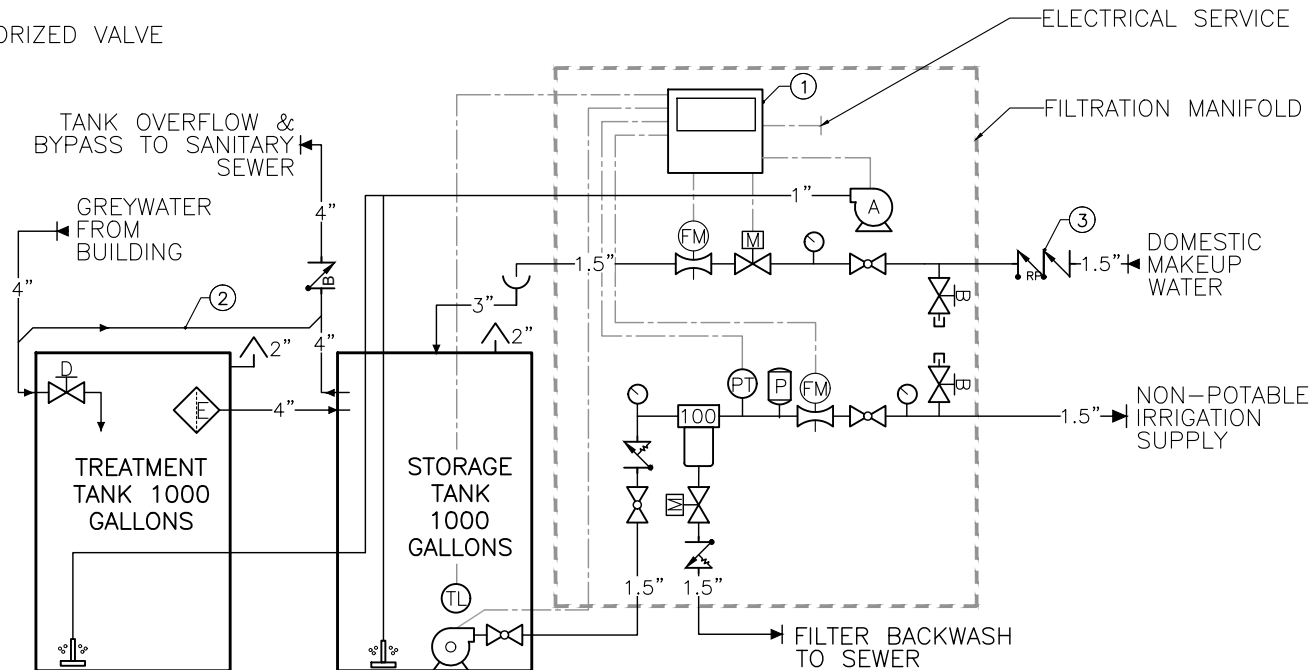 ORIZED VALVE
ELECTRICAL SERVICE
1
FILTRATION MANIFOLD
TANK OVERFLOW &
BYPASS TO SANITARY
SEWER
GREYWATER
FROM
BUILDING
4"
4"
B
2
4"
4"
2"
D
E
4"
TREATMENT
TANK 1000
GALLONS
3"
2"
STORAGE
TANK
1000
GALLONS
TL
1"
A
FM
M
1.5"
B
RP
3
1.5"
DOMESTIC
MAKEUP
WATER
B
PT
P
FM
100
1.5"
NON-POTABLE
IRRIGATION
SUPPLY
M
1.5"
1.5"
FILTER BACKWASH
TO SEWER